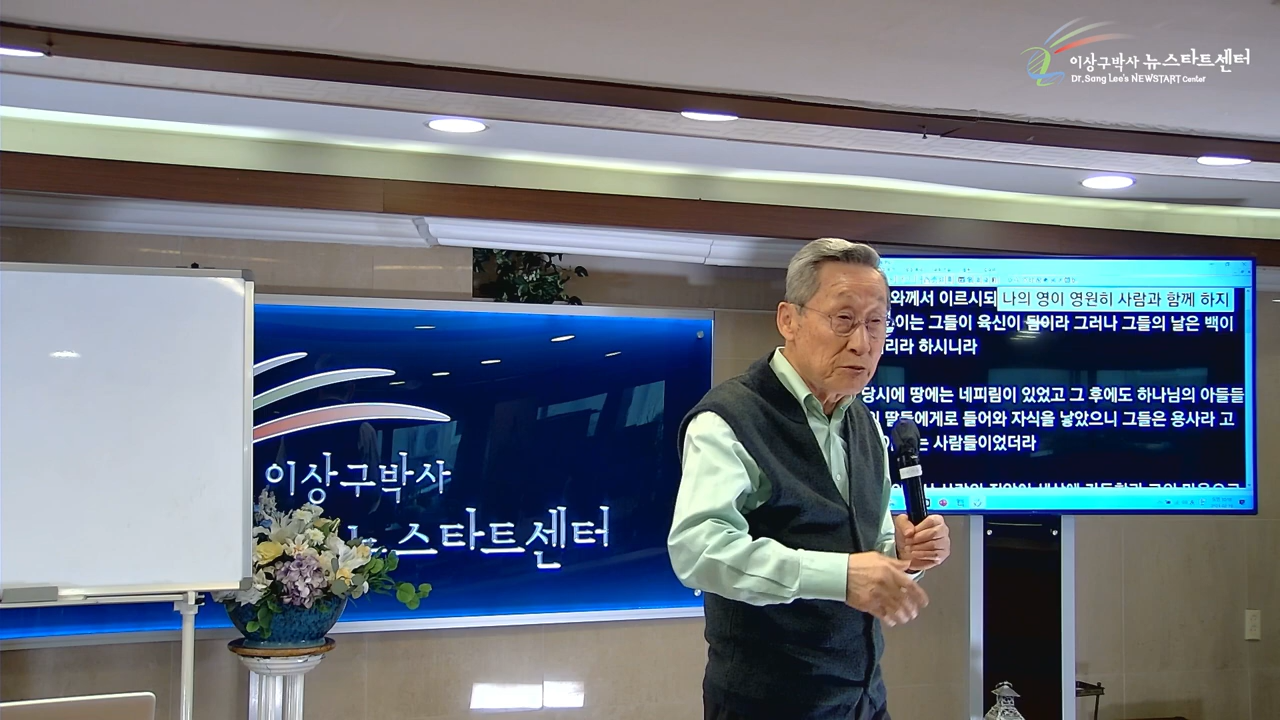 이상구박사 뉴스타트센터
Dr. Sang Lee's NEWSTART Center
와께서 이르시되 나의 영이 영원히 사람과 함께 하지
이는 그들이 육신이 됨이라 그러나 그들의 날은 백이
리라 하시니라
당시에 땅에는 네피림이 있었고 그 후에도 하나님의 아들들
딸들에게로 들어와 자식을 낳았으니 그들은 용사라 고
는 사람들이었더라
이상구박사
뉴스타트센터